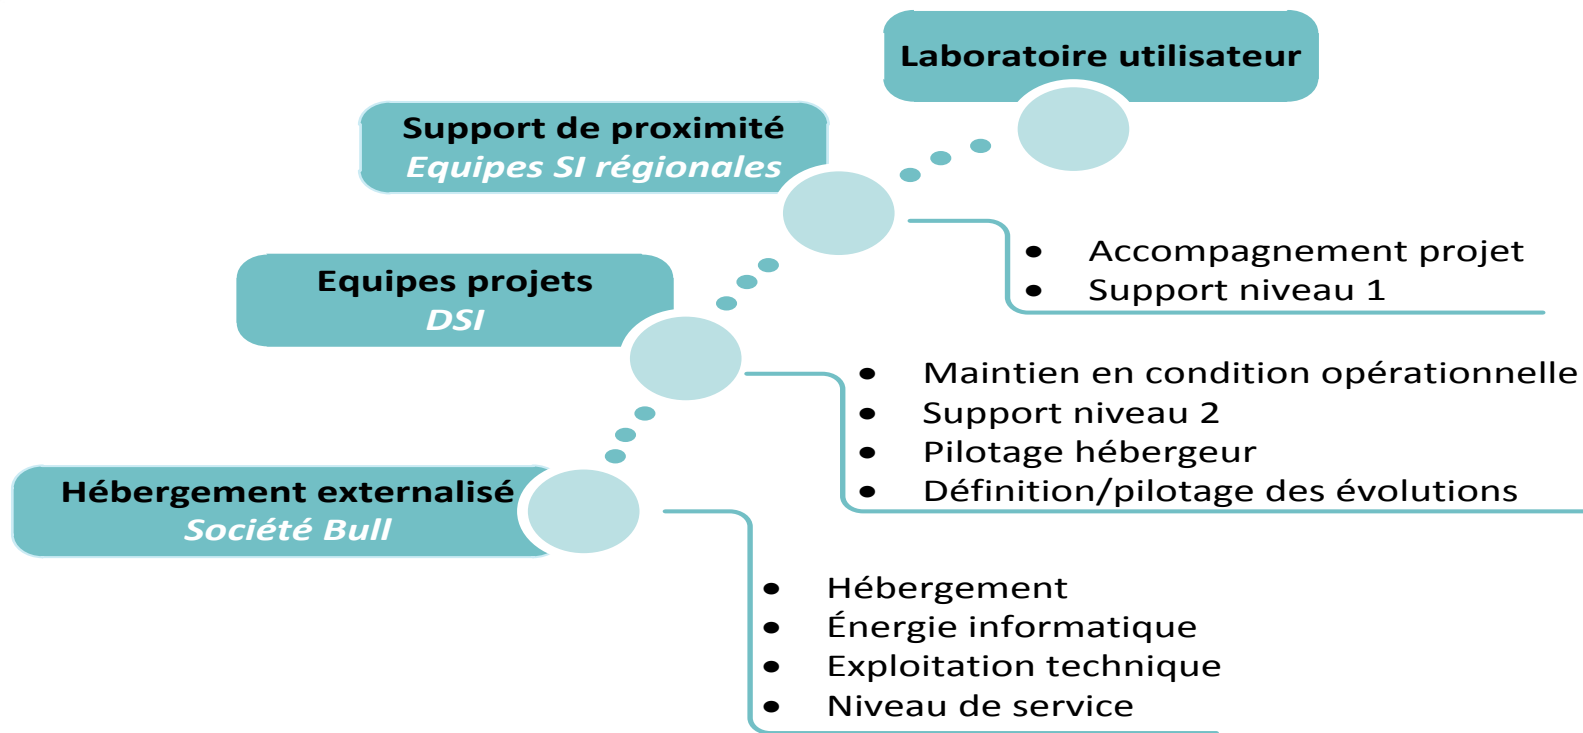 Laboratoire utilisateur
Support de proximité
Equipes SI régionales
• Accompagnement projet
• Support niveau 1
Equipes projets
DSI
• Maintien en condition opérationnelle
• Support niveau 2
• Pilotage hébergeur
• Définition/pilotage des évolutions
Hébergement externalisé
Société Bull
• Hébergement
• Énergie informatique
• Exploitation technique
• Niveau de service